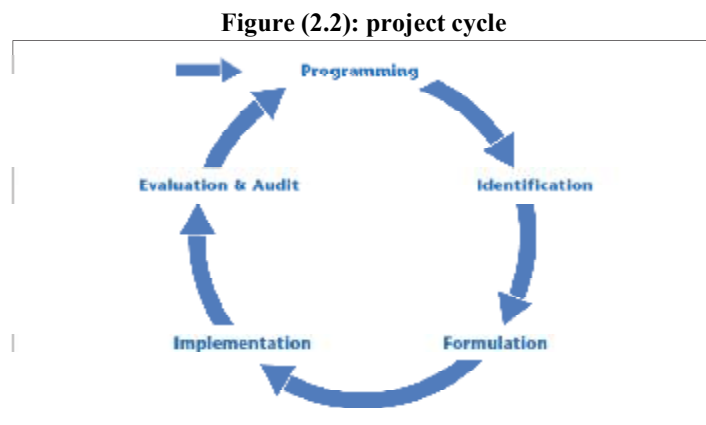 Figure (2.2): project cycle
Programming
Evaluation & Audit
Identification
Implementation
Formulation